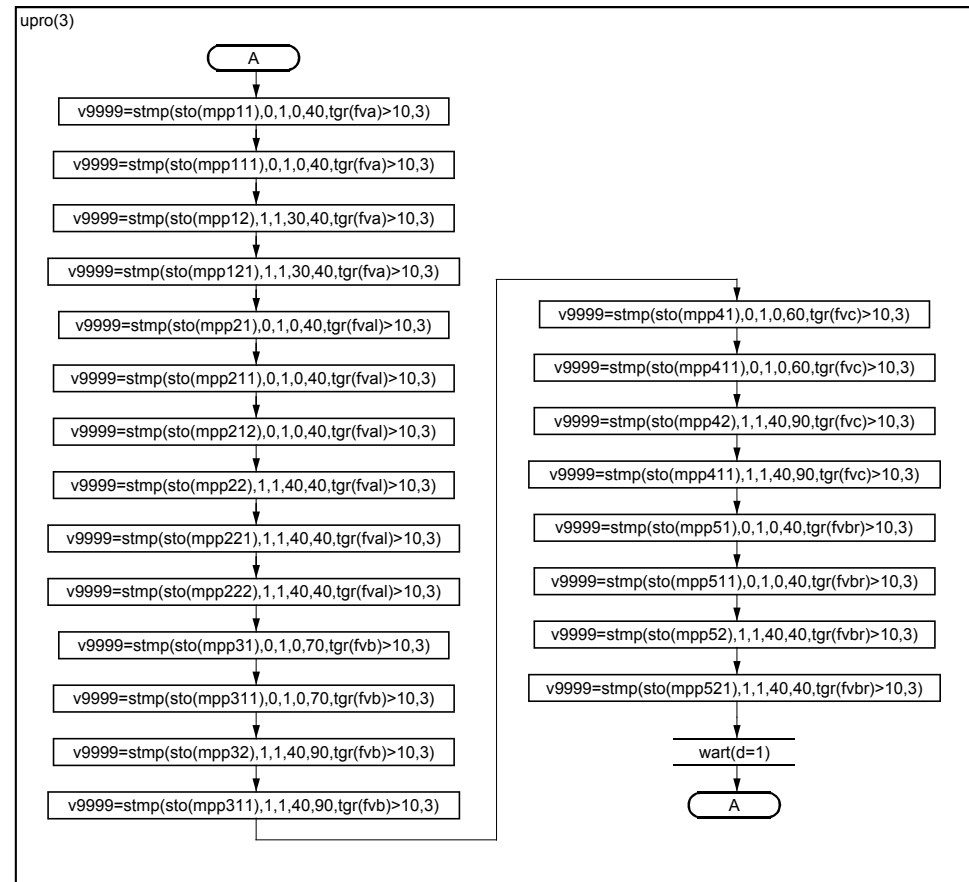 upro(3)
A
v9999=stmp(sto(mpp11),0,1,0,40,tgr(fva)>10,3)
v9999=stmp(sto(mpp111),0,1,0,40,tgr(fva)>10,3)
v9999=stmp(sto(mpp12),1,1,30,40,tgr(fva)>10,3)
v9999=stmp(sto(mpp121),1,1,30,40,tgr(fva)>10,3)
v9999=stmp(sto(mpp21),0,1,0,40,tgr(fval)>10,3)
v9999=stmp(sto(mpp211),0,1,0,40,tgr(fval)>10,3)
v9999=stmp(sto(mpp212),0,1,0,40,tgr(fval)>10,3)
v9999=stmp(sto(mpp22),1,1,40,40,tgr(fval)>10,3)
v9999=stmp(sto(mpp221),1,1,40,40,tgr(fval)>10,3)
v9999=stmp(sto(mpp222),1,1,40,40,tgr(fval)>10,3)
v9999=stmp(sto(mpp31),0,1,0,70,tgr(fvb)>10,3)
v9999=stmp(sto(mpp311),0,1,0,70,tgr(fvb)>10,3)
v9999=stmp(sto(mpp32),1,1,40,90,tgr(fvb)>10,3)
v9999=stmp(sto(mpp311),1,1,40,90,tgr(fvb)>10,3)
v9999=stmp(sto(mpp41),0,1,0,60,tgr(fvc)>10,3)
v9999=stmp(sto(mpp411),0,1,0,60,tgr(fvc)>10,3)
v9999=stmp(sto(mpp42),1,1,40,90,tgr(fvc)>10,3)
v9999=stmp(sto(mpp411),1,1,40,90,tgr(fvc)>10,3)
v9999=stmp(sto(mpp51),0,1,0,40,tgr(fvbr)>10,3)
v9999=stmp(sto(mpp511),0,1,0,40,tgr(fvbr)>10,3)
v9999=stmp(sto(mpp52),1,1,40,40,tgr(fvbr)>10,3)
v9999=stmp(sto(mpp521),1,1,40,40,tgr(fvbr)>10,3)
wart(d=1)
A